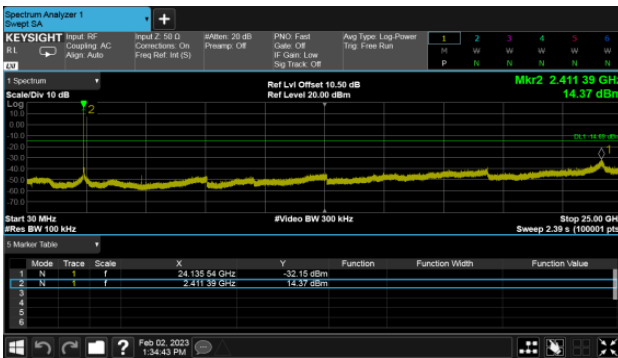 Spectrum Analyzer 1
Swept SA
+
KEYSIGHT Input: RF Input Z: 50 Ω #Atten: 20 dB PNO: Fast Avg Type: Log-Power 1 2 3 4 5 6
RL Coupling: AC Corrections: On Preamp: Off Gate: Off Trig: Free Run M W W W W W
Align: Auto Freq Ref: Int (S) IF Gain: Low
Sig Track: Off P N N N N N
LXI
1 Spectrum Ref Lvl Offset 10.50 dB Mkr2 2.411 39 GHz
Scale/Div 10 dB Ref Level 20.00 dBm 14.37 dBm
Log
10.0 2
0.00
-10.0
-20.0
-30.0 1
-40.0
-50.0
-60.0
-70.0
Start 30 MHz #Video BW 300 kHz Stop 25.00 GHz
#Res BW 100 kHz Sweep 2.39 s (100001 pts)
5 Marker Table
Mode Trace Scale X Y Function Function Width Function Value
1 N 1 f 24.135 54 GHz -32.15 dBm
2 N 1 f 2.411 39 GHz 14.37 dBm
3
4
5
6
? Feb 02, 2023
1:34:43 PM